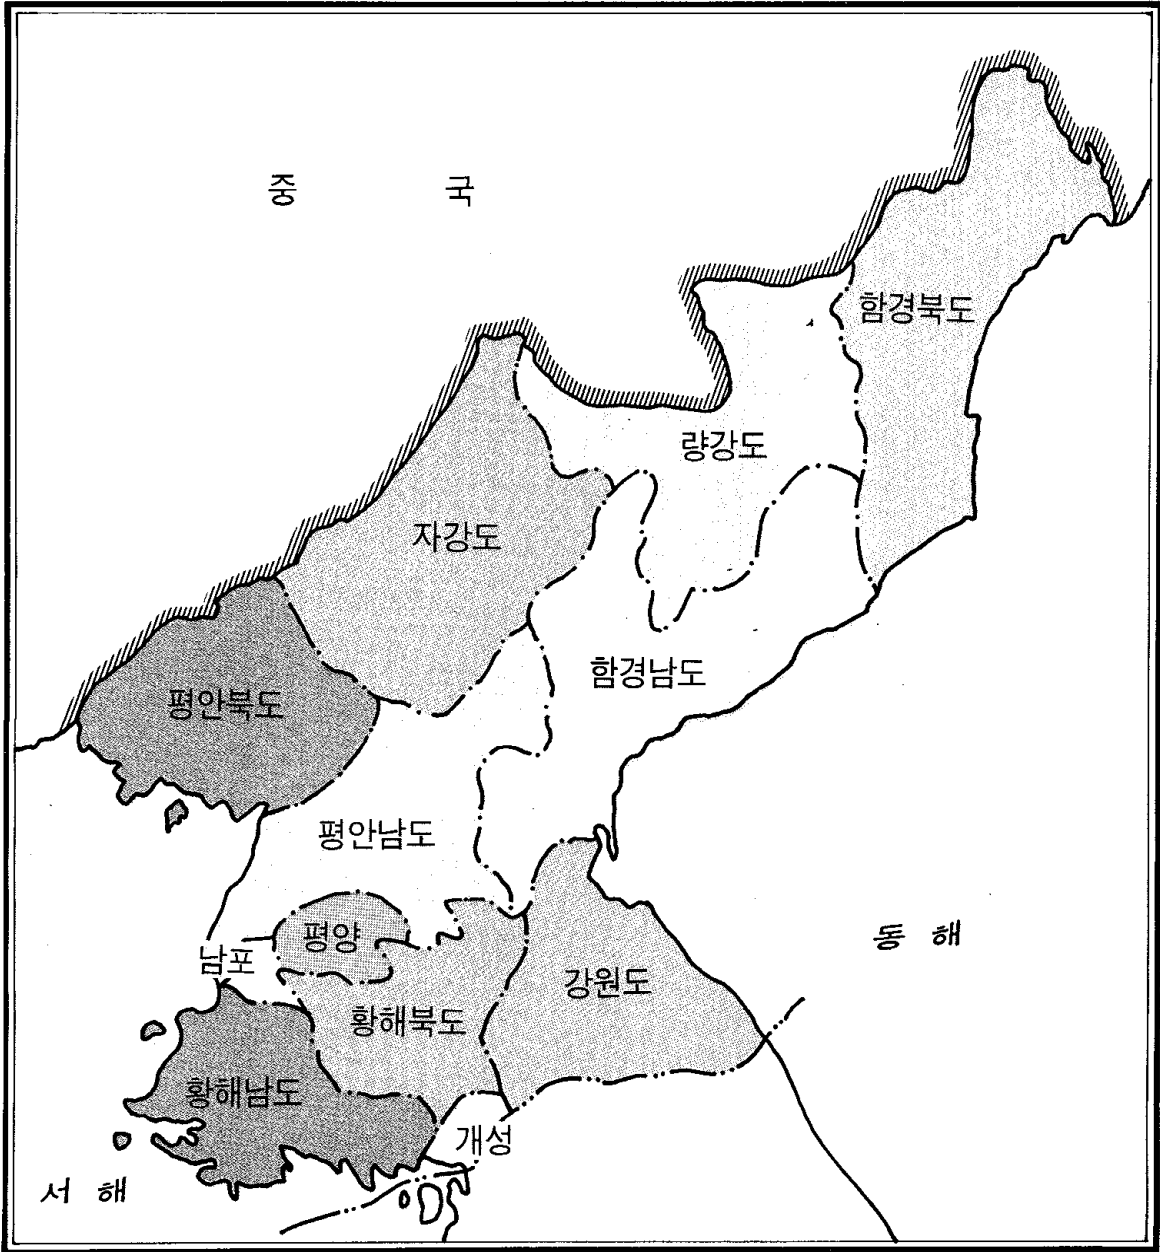 중 국
함경북도
량강도
자강도
함경남도
평안북도
평안남도
평양
동 해
남포
강원도
황해북도
황해남도
개성
서 해